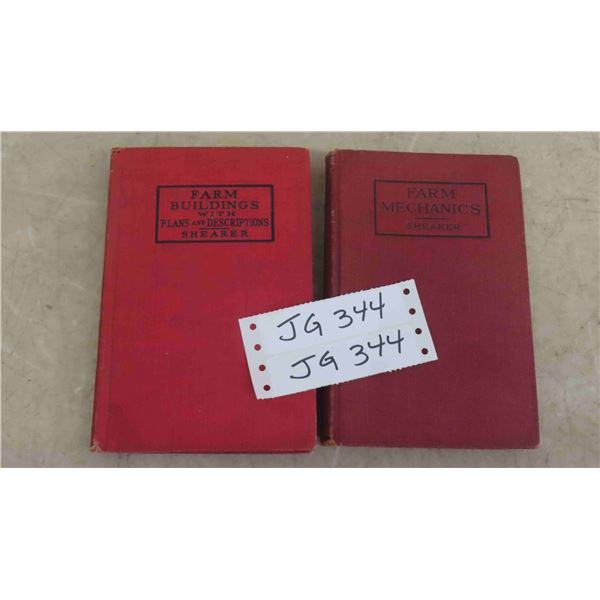 FARM
BUILDINGS
WITH
PLANS AND DESCRIPTIONS
SHEARER
FARM
MECHANICS
SHEARER
JG 344
JG 344